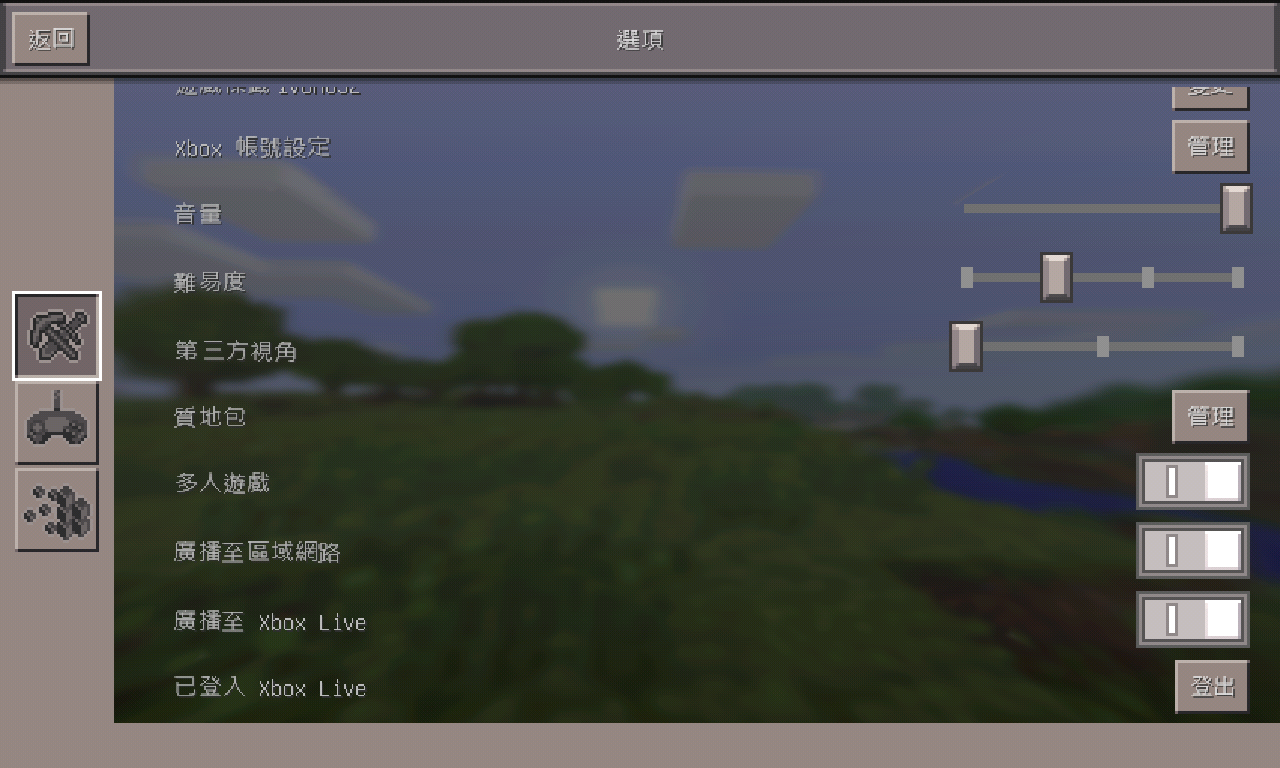 返回
選項
Xbox 帳號設定
管理
音量
難易度
第三方視角
質地包
管理
多人遊戲
廣播至區域網路
廣播至 Xbox Live
已登入 Xbox Live
登出